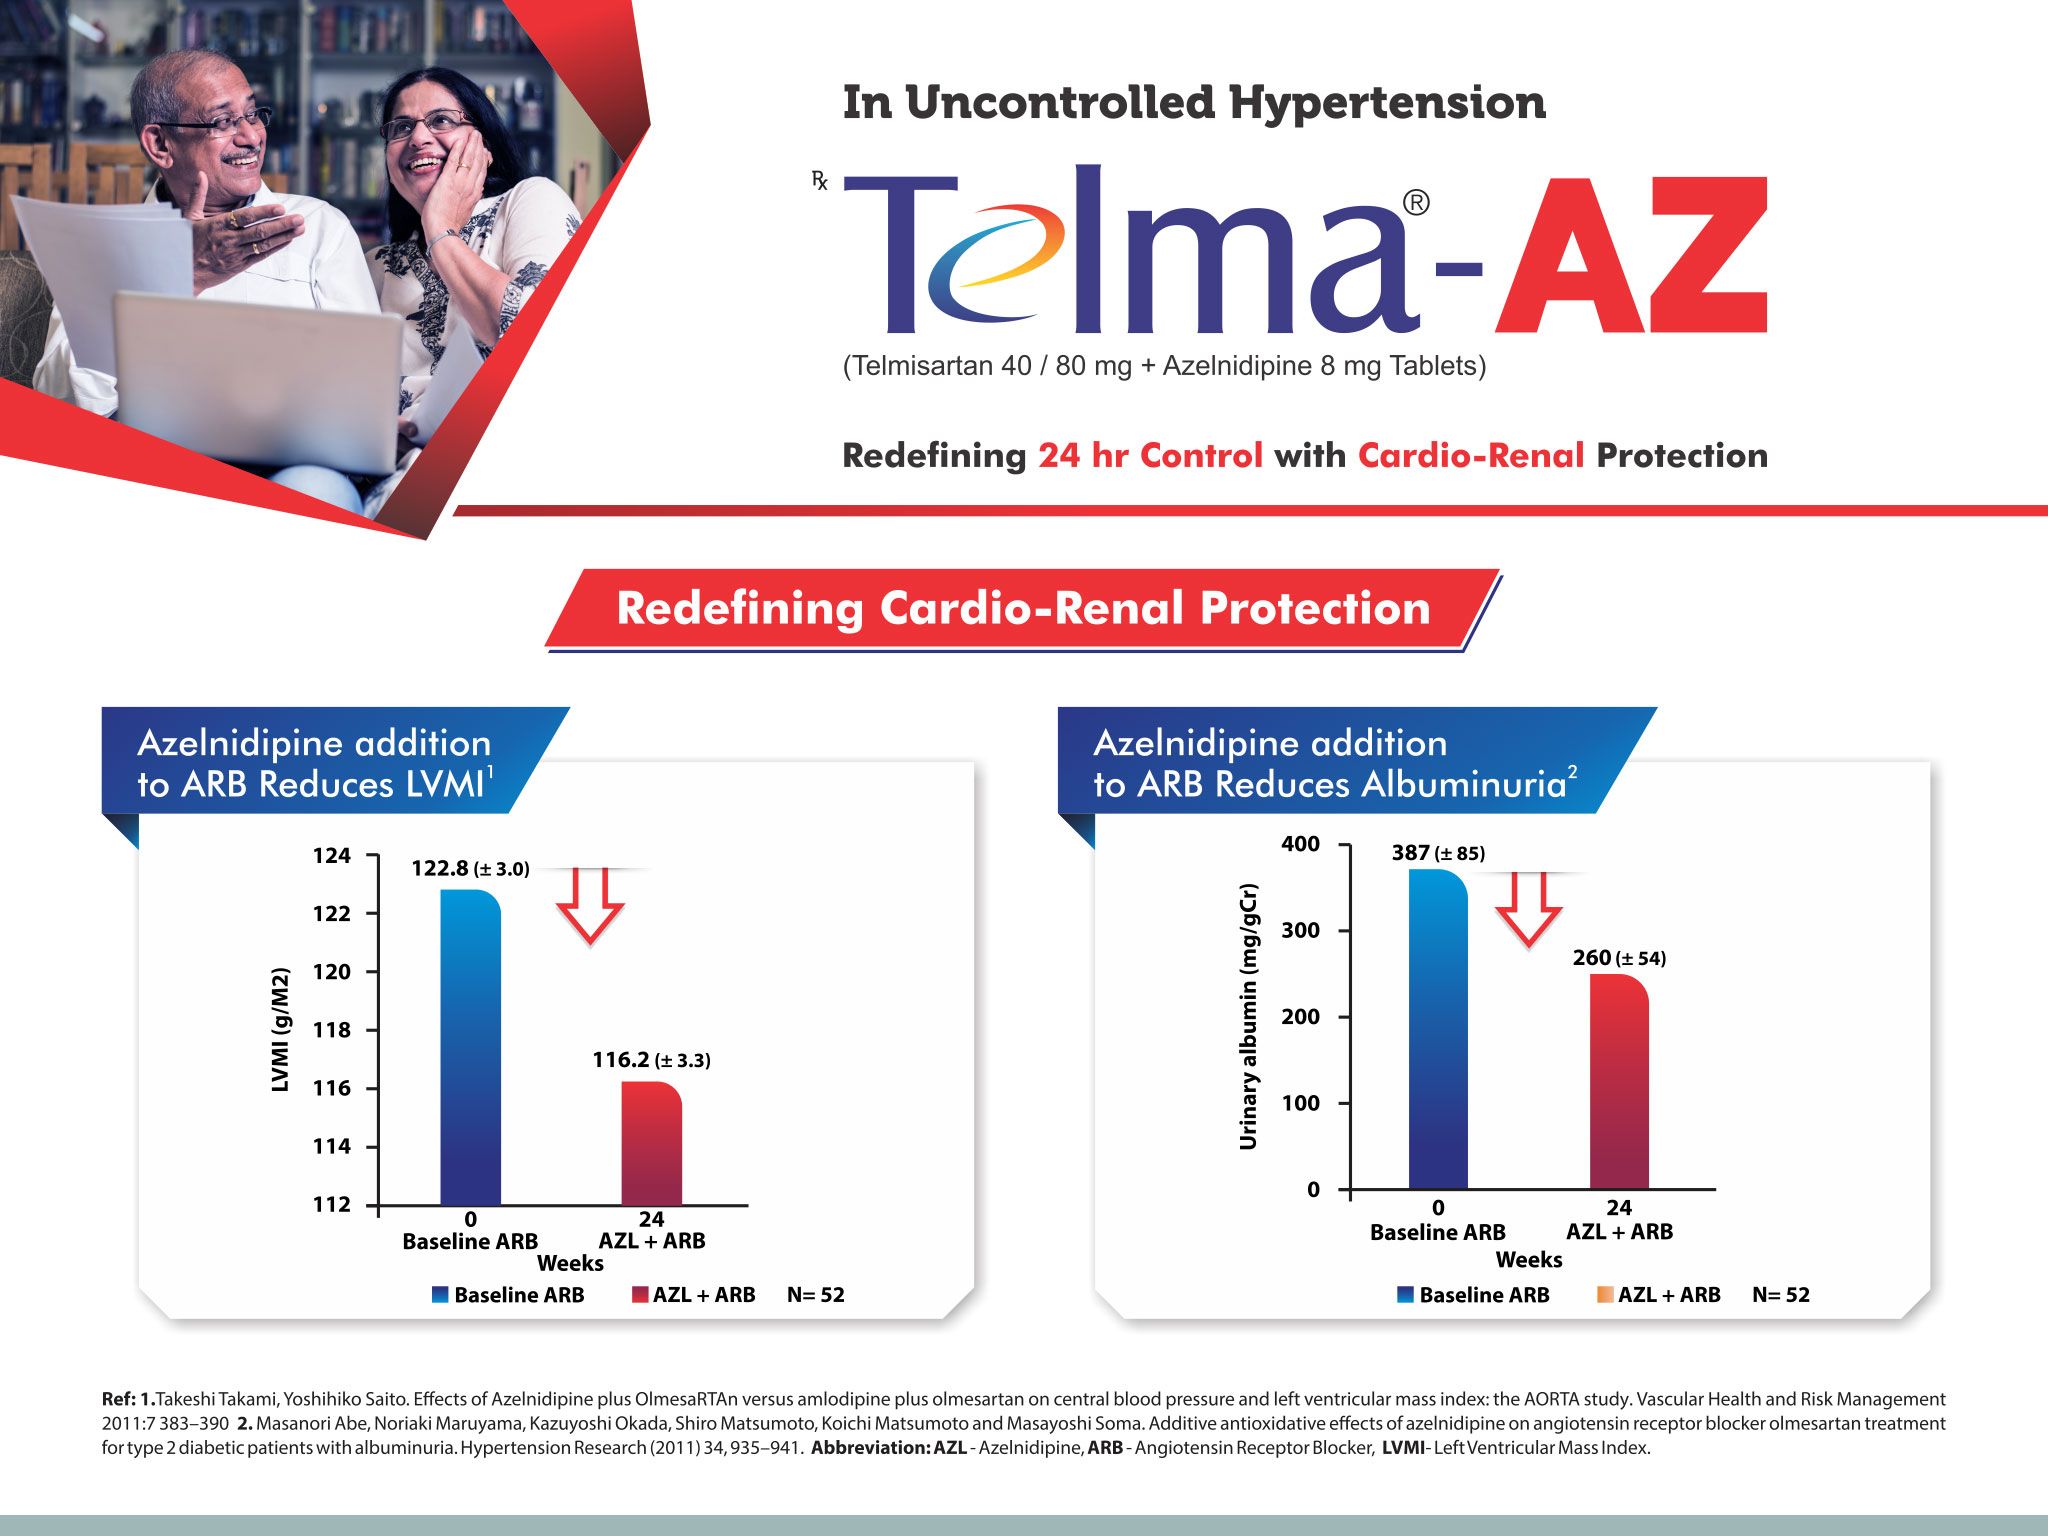 In Uncontrolled Hypertension
Rx Telma®-AZ
(Telmisartan 40 / 80 mg + Azelnidipine 8 mg Tablets)
Redefining 24 hr Control with Cardio-Renal Protection
Redefining Cardio-Renal Protection
Azelnidipine addition
to ARB Reduces LVMI¹
124
122
120
118
116
114
112
LVMI (g/M2)
122.8 (± 3.0)
116.2 (± 3.3)
0
24
Baseline ARB
AZL + ARB
Weeks
Baseline ARB AZL + ARB N= 52
Azelnidipine addition
to ARB Reduces Albuminuria²
400
300
200
100
0
Urinary albumin (mg/gCr)
387 (± 85)
260 (± 54)
0
24
Baseline ARB
AZL + ARB
Weeks
Baseline ARB AZL + ARB N= 52
Ref: 1.Takeshi Takami, Yoshihiko Saito. Effects of Azelnidipine plus OlmesaRTAn versus amlodipine plus olmesartan on central blood pressure and left ventricular mass index: the AORTA study. Vascular Health and Risk Management
2011:7 383–390 2. Masanori Abe, Noriaki Maruyama, Kazuyoshi Okada, Shiro Matsumoto, Koichi Matsumoto and Masayoshi Soma. Additive antioxidative effects of azelnidipine on angiotensin receptor blocker olmesartan treatment
for type 2 diabetic patients with albuminuria. Hypertension Research (2011) 34, 935–941. Abbreviation: AZL - Azelnidipine, ARB - Angiotensin Receptor Blocker, LVMI- Left Ventricular Mass Index.